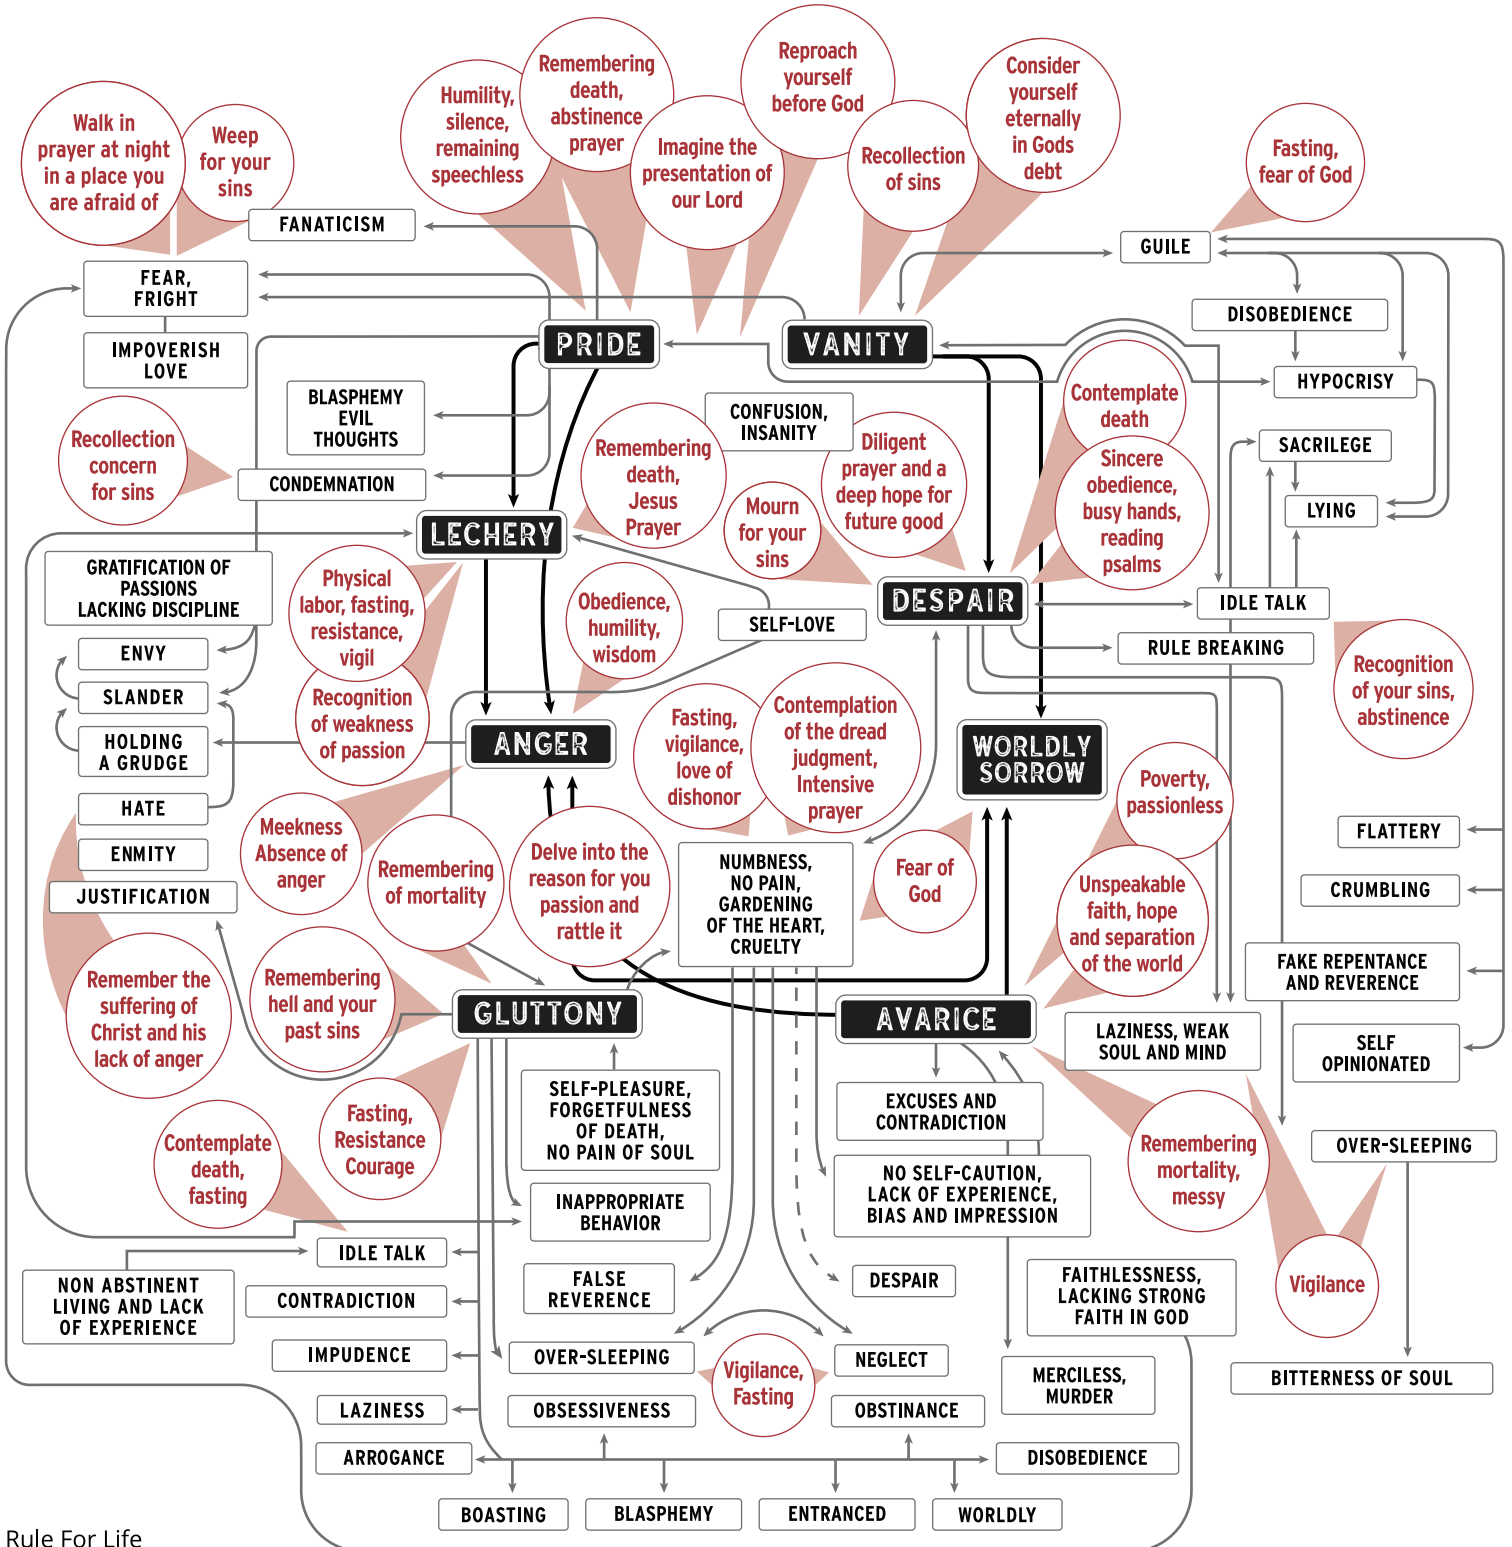 Walk in
prayer at night
in a place you
are afraid of
Weep
for your
sins
Humility,
silence,
remaining
speechless
Remembering
death,
abstinence
prayer
Imagine the
presentation of
our Lord
Reproach
yourself
before God
Recollection
of sins
Consider
yourself
eternally
in Gods
debt
Fasting,
fear of God
FANATICISM
GUILE
FEAR,
FRIGHT
DISOBEDIENCE
IMPOVERISH
LOVE
PRIDE
VANITY
HYPOCRISY
BLASPHEMY
EVIL
THOUGHTS
CONFUSION,
INSANITY
Contemplate
death
Recollection
concern
for sins
CONDEMNATION
Remembering
death,
Jesus
Prayer
Diligent
prayer and a
deep hope for
future good
Sincere
obedience,
busy hands,
reading
psalms
SACRILEGE
LYING
Mourn
for your
sins
LECHERY
GRATIFICATION OF
PASSIONS
LACKING DISCIPLINE
Physical
labor, fasting,
resistance,
vigil
Obedience,
humility,
wisdom
SELF-LOVE
DESPAIR
IDLE TALK
RULE BREAKING
ENVY
SLANDER
HOLDING
A GRUDGE
Recognition
of weakness
of passion
ANGER
Fasting,
vigilance,
love of
dishonor
Contemplation
of the dread
judgment,
Intensive
prayer
WORLDLY
SORROW
Recognition
of your sins,
abstinence
Poverty,
passionless
HATE
ENMITY
JUSTIFICATION
Meekness
Absence of
anger
Remembering
of mortality
Delve into the
reason for you
passion and
rattle it
NUMBNESS,
NO PAIN,
GARDENING
OF THE HEART,
CRUELTY
Fear of
God
Unspeakable
faith, hope
and separation
of the world
FLATTERY
CRUMBLING
FAKE REPENTANCE
AND REVERENCE
SELF
OPINIONATED
Remember the
suffering of
Christ and his
lack of anger
Remembering
hell and your
past sins
GLUTTONY
AVARICE
LAZINESS, WEAK
SOUL AND MIND
Fasting,
Resistance
Courage
SELF-PLEASURE,
FORGETFULNESS
OF DEATH,
NO PAIN OF SOUL
EXCUSES AND
CONTRADICTION
Remembering
mortality,
messy
OVER-SLEEPING
Contemplate
death,
fasting
INAPPROPRIATE
BEHAVIOR
NO SELF-CAUTION,
LACK OF EXPERIENCE,
BIAS AND IMPRESSION
IDLE TALK
NON ABSTINENT
LIVING AND LACK
OF EXPERIENCE
CONTRADICTION
FALSE
REVERENCE
DESPAIR
FAITHLESSNESS,
LACKING STRONG
FAITH IN GOD
Vigilance
IMPUDENCE
OVER-SLEEPING
Vigilance,
Fasting
NEGLECT
MERCILESS,
MURDER
BITTERNESS OF SOUL
LAZINESS
OBSESSIVENESS
OBSTINANCE
ARROGANCE
DISOBEDIENCE
BOASTING
BLASPHEMY
ENTRANCED
WORLDLY
Rule For Life